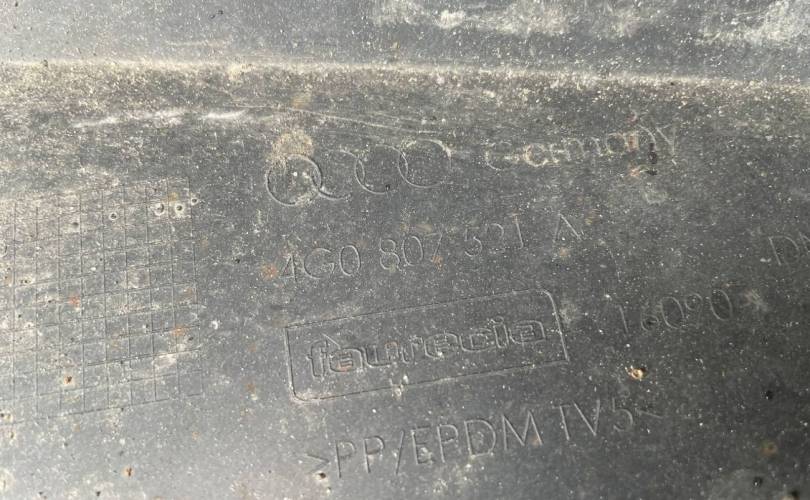 Germany
4G0 807 521 A
faurecia
>PP/EPDM TV5<